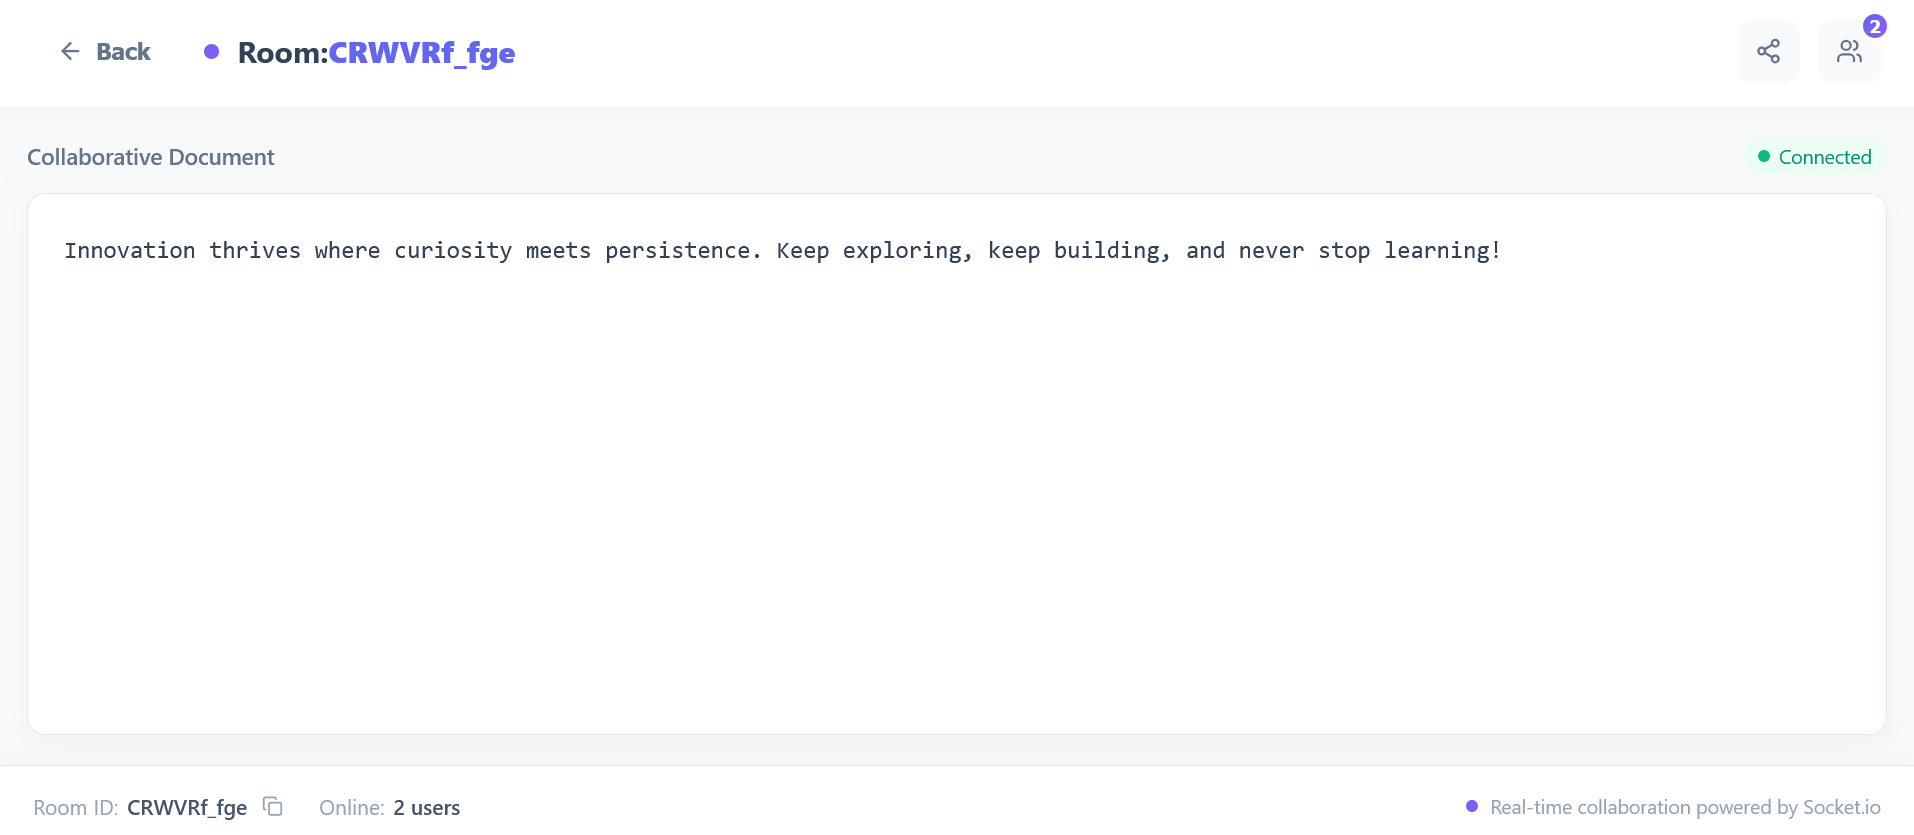 Back
Room:CRWVRf_fge
2
Collaborative Document
Connected
Innovation thrives where curiosity meets persistence. Keep exploring, keep building, and never stop learning!
Room ID: CRWVRf_fge
Online: 2 users
Real-time collaboration powered by Socket.io